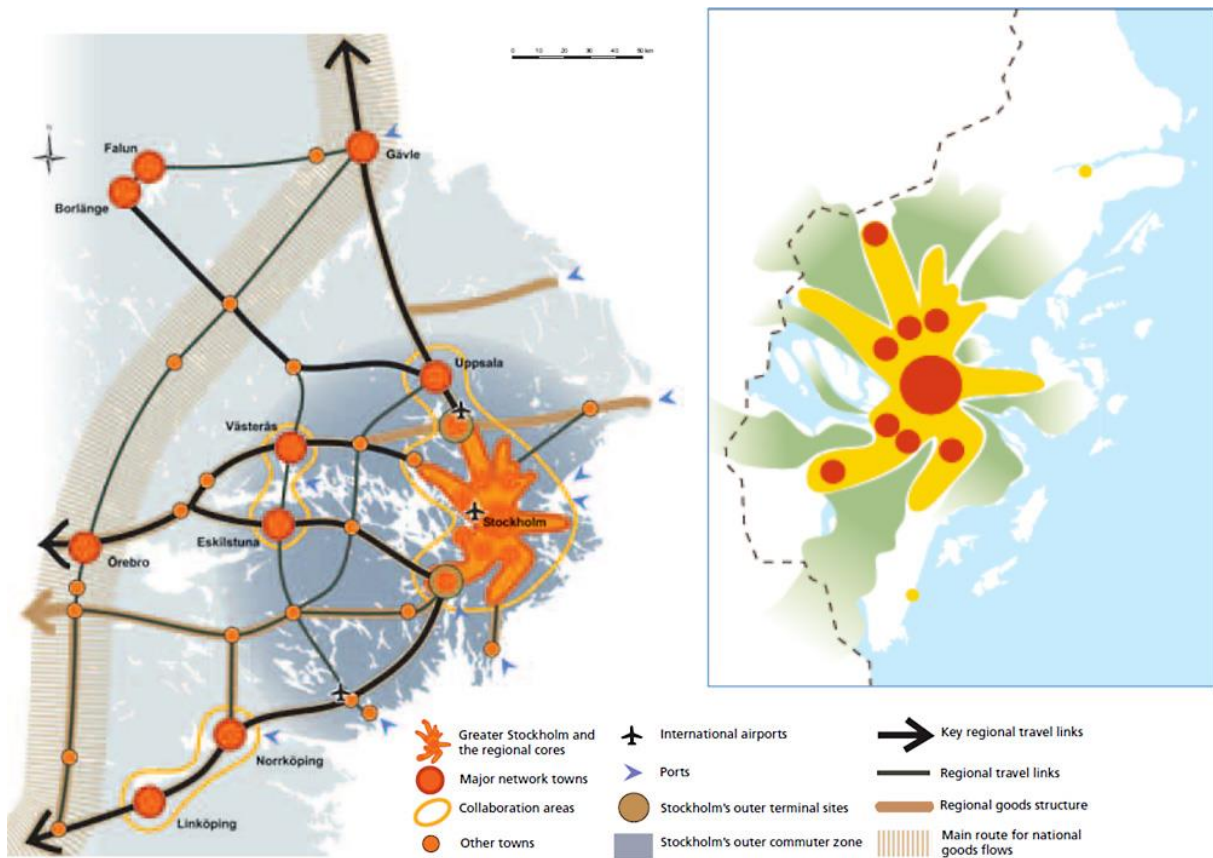 0 10 20 30 40 50 km
N
Falun
Gävle
Borlänge
Uppsala
Västerås
Stockholm
Eskilstuna
Örebro
Norrköping
Linköping
Greater Stockholm and
the regional cores
Major network towns
Collaboration areas
Other towns
International airports
Ports
Stockholm's outer terminal sites
Stockholm's outer commuter zone
Key regional travel links
Regional travel links
Regional goods structure
Main route for national
goods flows